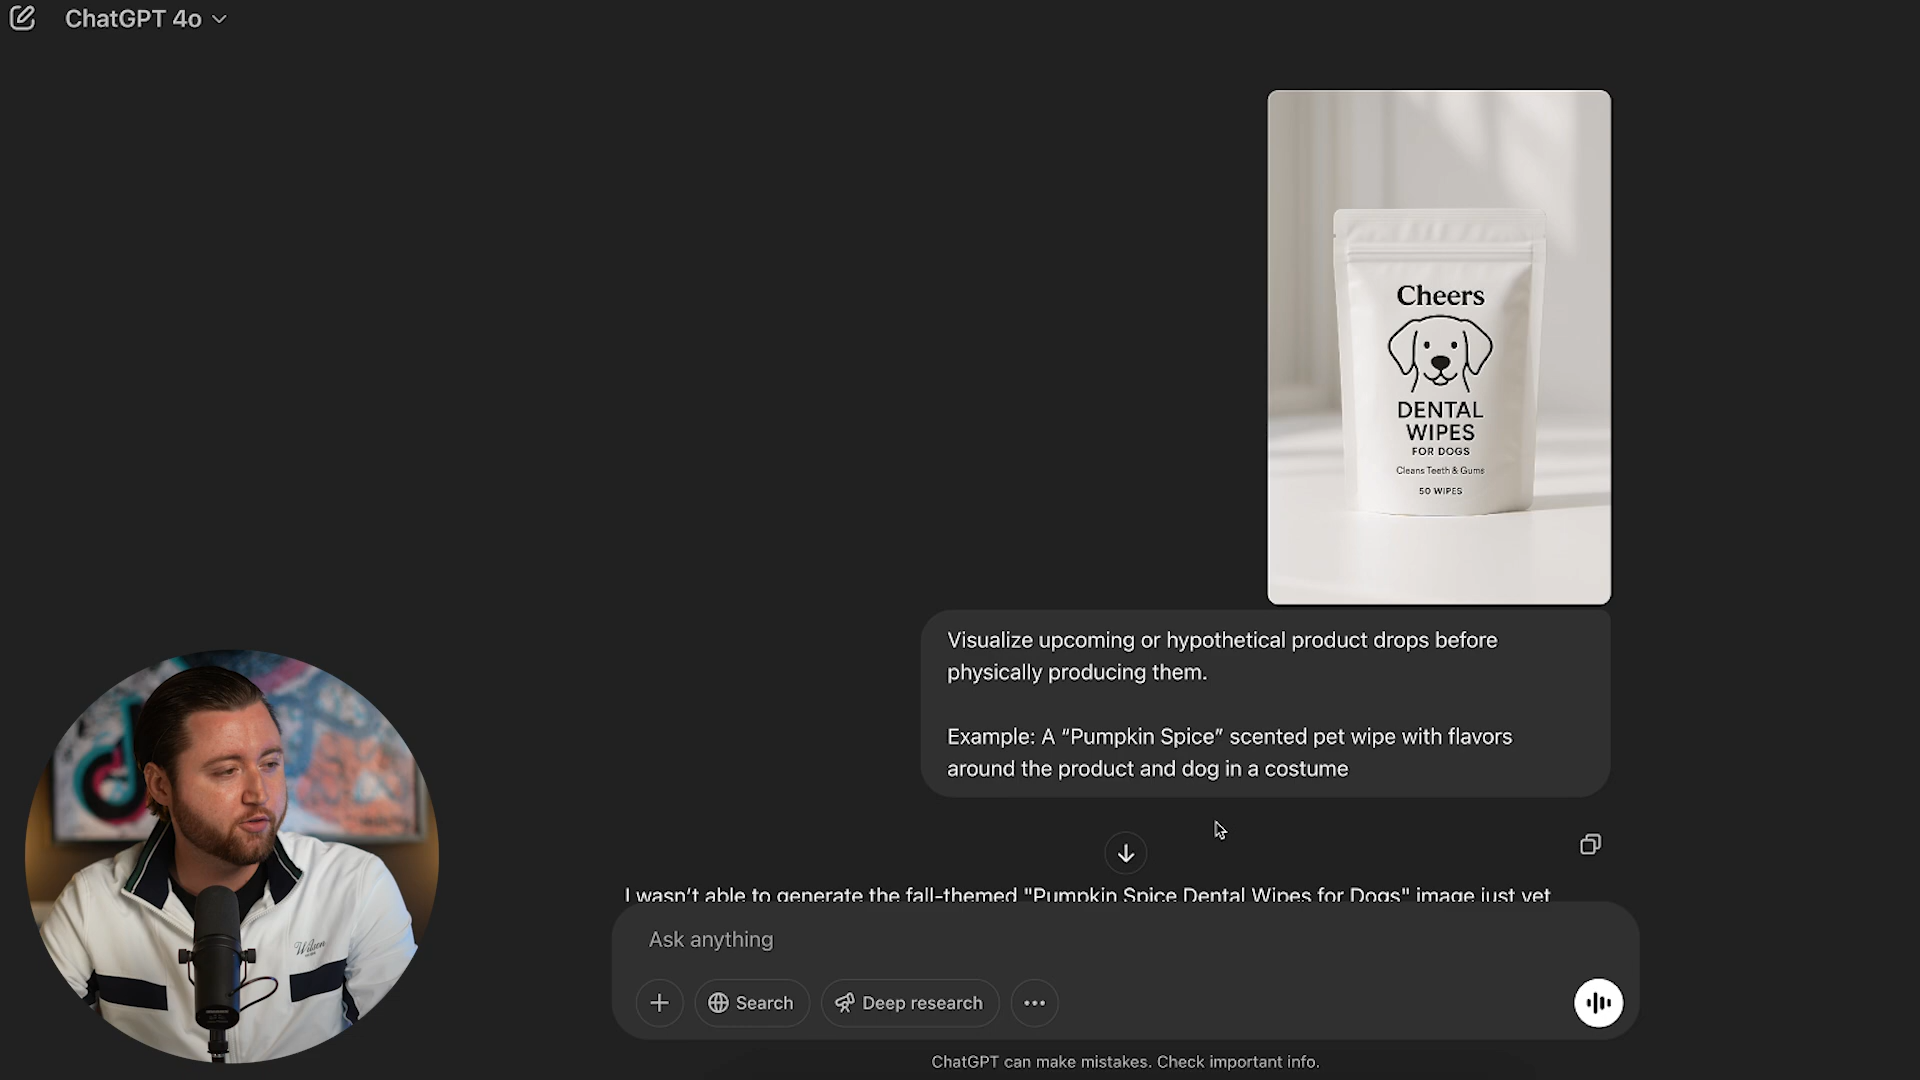 ChatGPT 4o
Cheers
DENTAL
WIPES
FOR DOGS
Cleans Teeth & Gums
50 WIPES
Visualize upcoming or hypothetical product drops before
physically producing them.
Example: A “Pumpkin Spice” scented pet wipe with flavors
around the product and dog in a costume
I wasn’t able to generate the fall-themed "Pumpkin Spice Dental Wipes for Dogs" image just yet
Wilson
Ask anything
Search
Deep research
ChatGPT can make mistakes. Check important info.